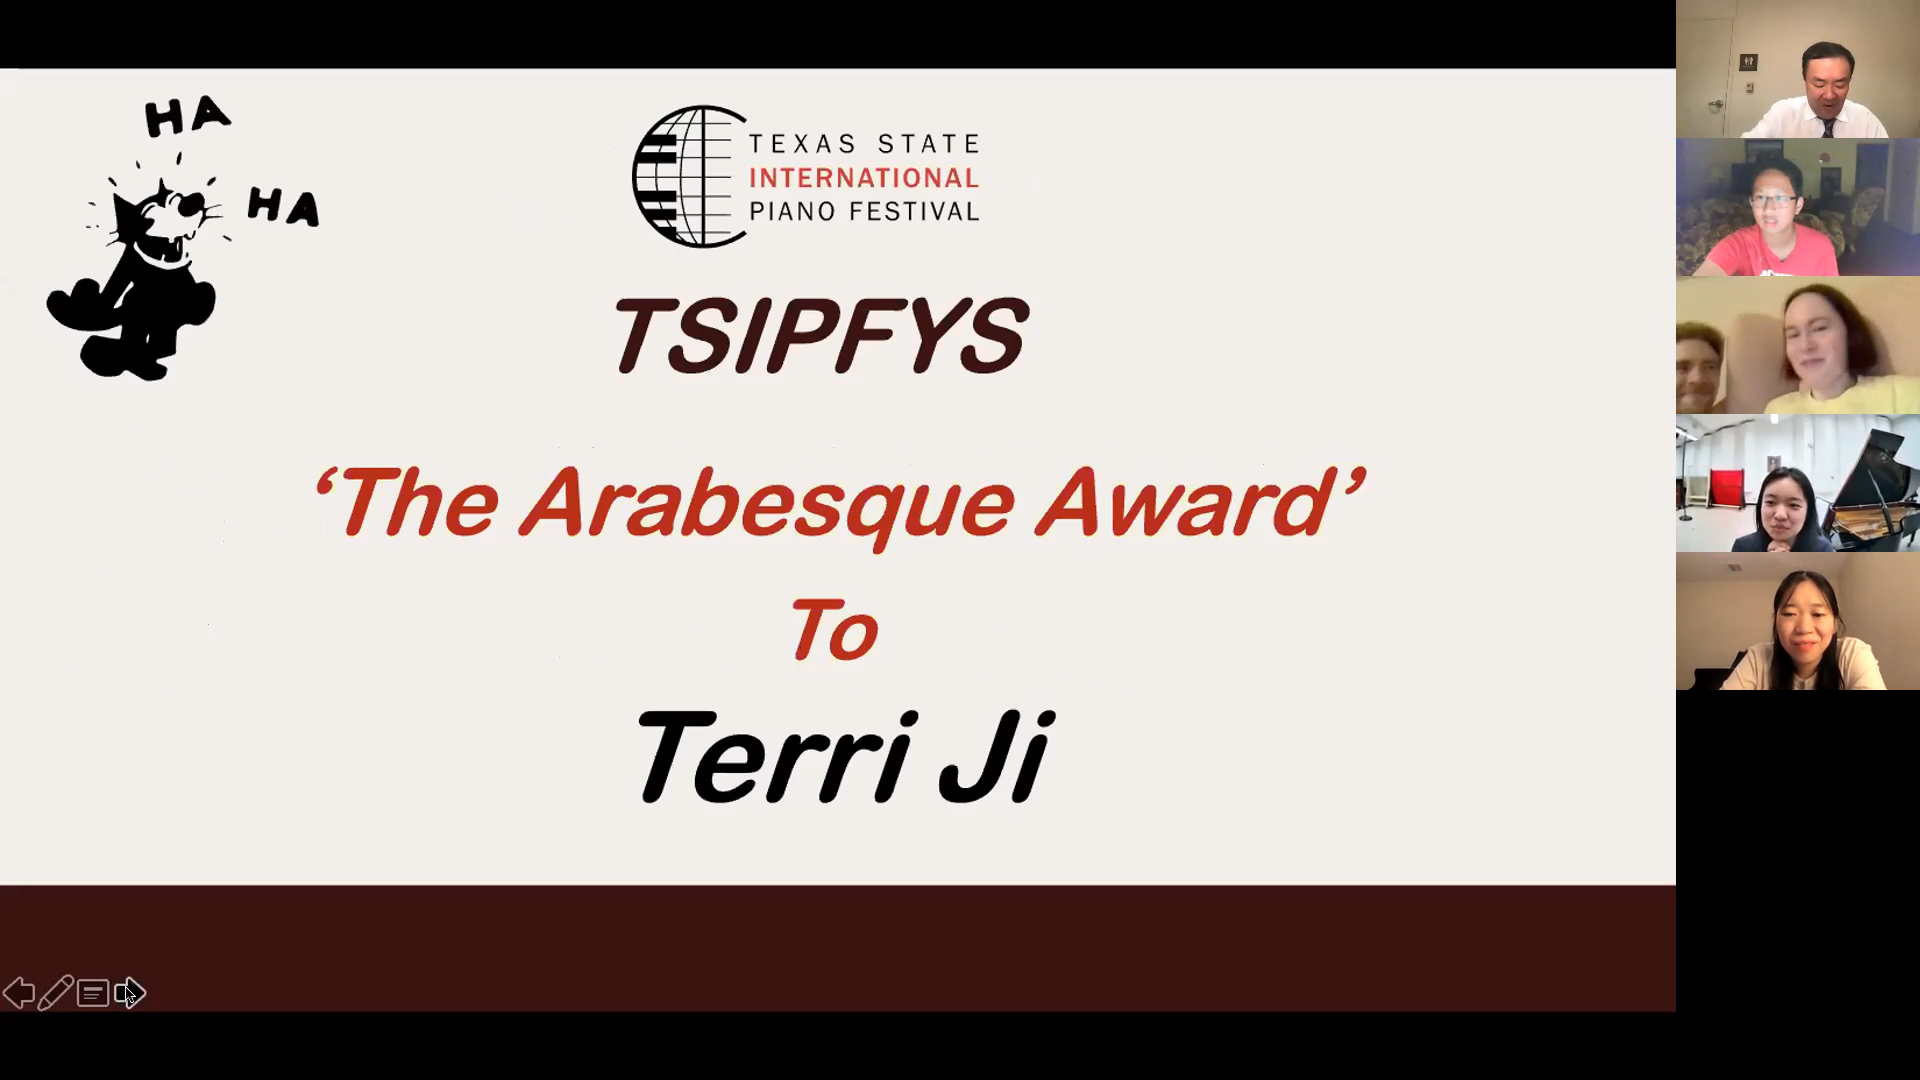 HA
HA
TEXAS STATE
INTERNATIONAL
PIANO FESTIVAL
TSIPFYS
‘The Arabesque Award’
To
Terri Ji